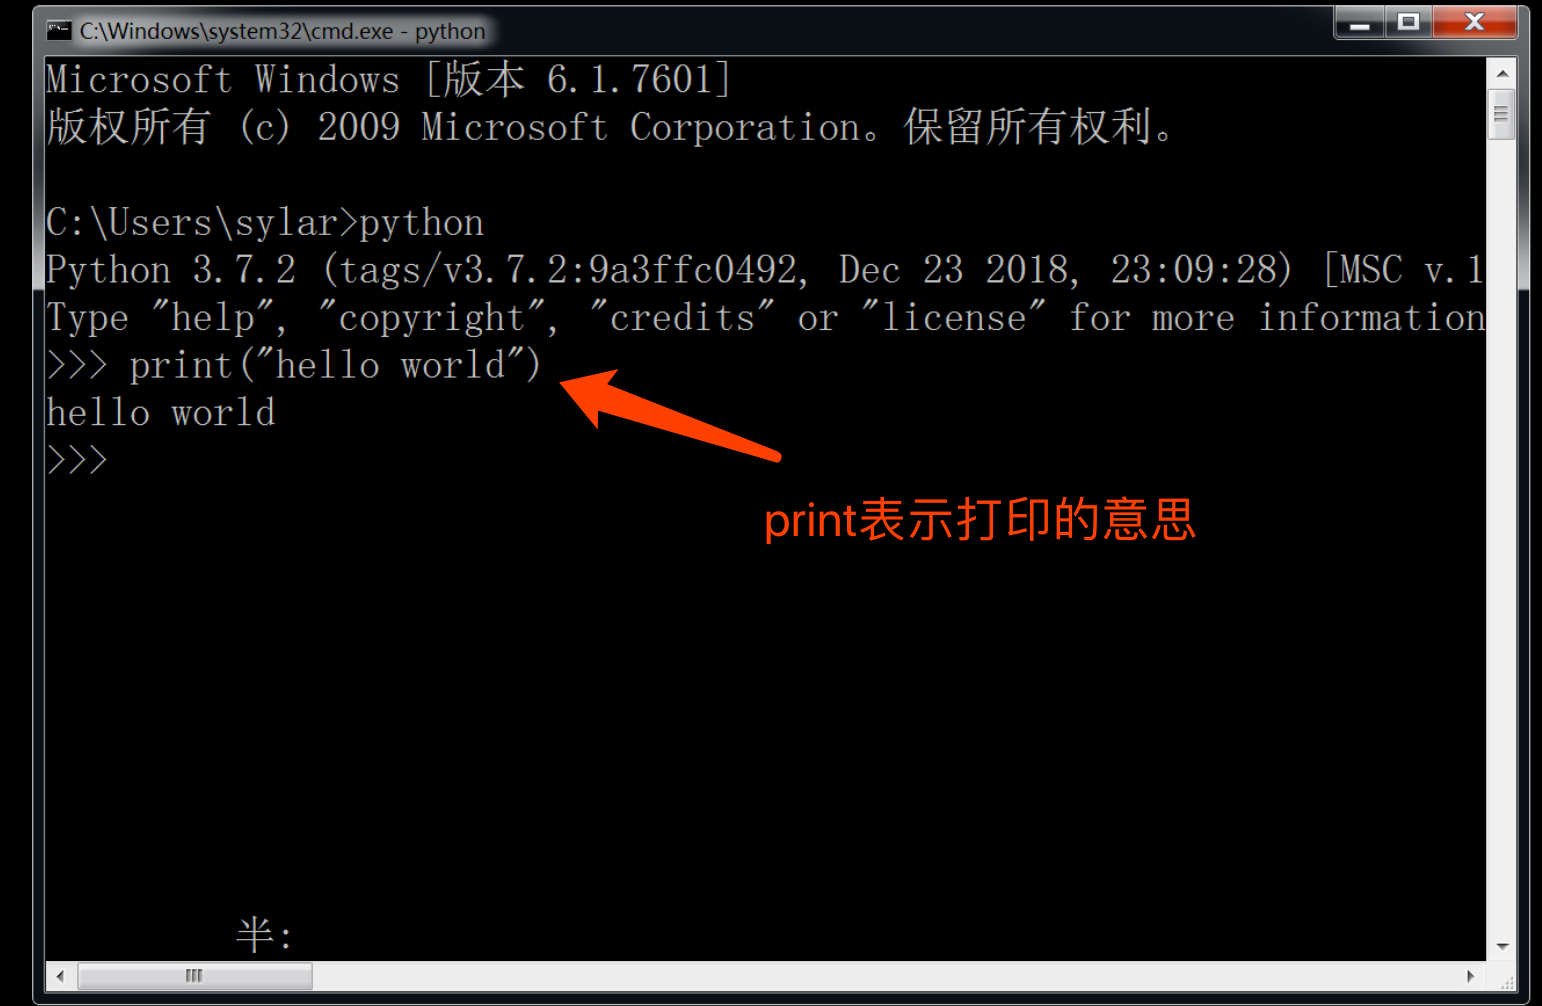 C:\Windows\system32\cmd.exe - python
Microsoft Windows [版本 6.1.7601]
版权所有 (c) 2009 Microsoft Corporation。保留所有权利。
C:\Users\sylar>python
Python 3.7.2 (tags/v3.7.2:9a3ffc0492, Dec 23 2018, 23:09:28) [MSC v.1
Type "help", "copyright", "credits" or "license" for more information
>>> print("hello world")
hello world
>>>
print表示打印的意思
半: